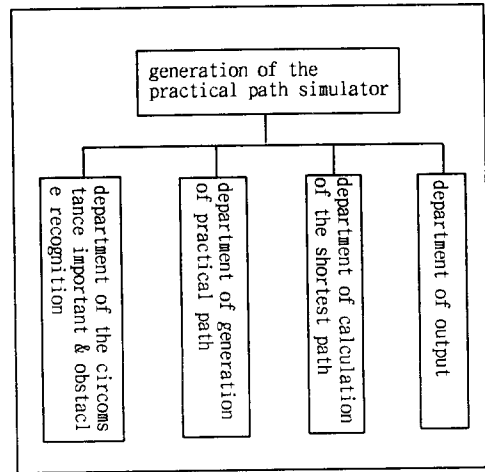 generation of the
practical path simulator
department of the circoms
tance important & obstacl
e recognition
department of generation
of practical path
department of calculation
of the shortest path
department of output